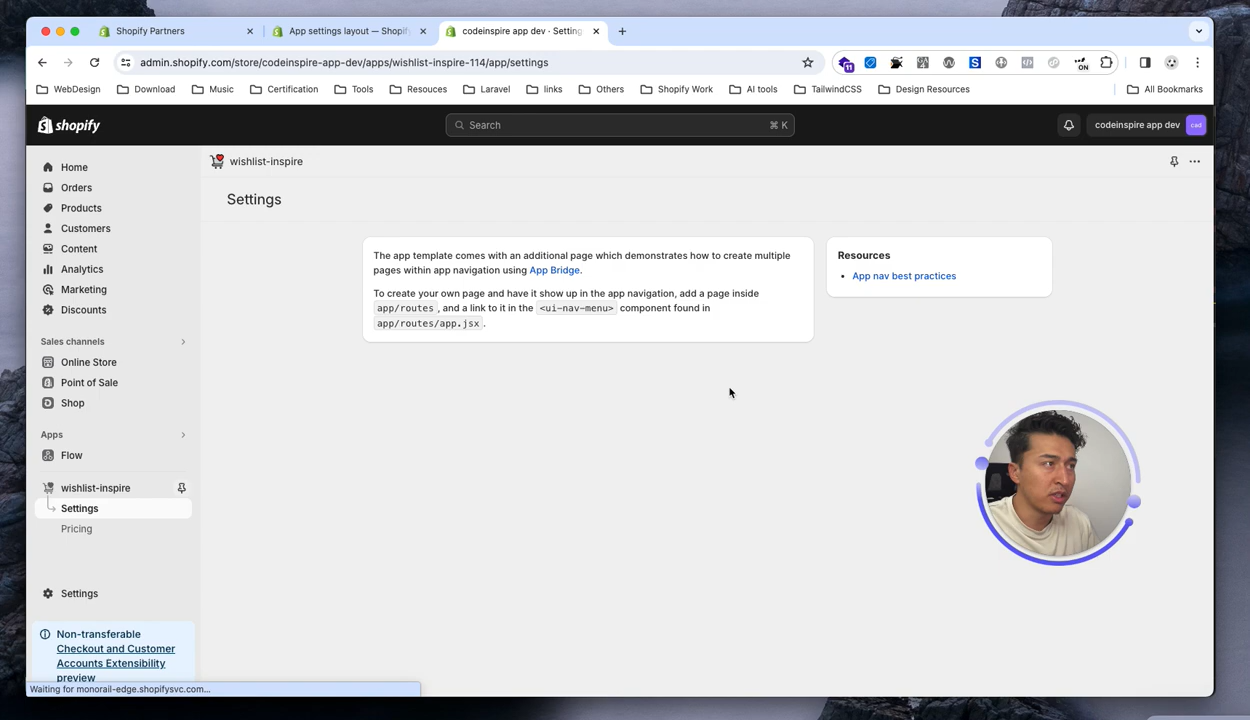 Shopify Partners
App settings layout — Shopif
codeinspire app dev · Setting
admin.shopify.com/store/codeinspire-app-dev/apps/wishlist-inspire-114/app/settings
11
ON
WebDesign
Download
Music
Certification
Tools
Resouces
Laravel
links
Others
Shopify Work
AI tools
TailwindCSS
Design Resources
All Bookmarks
shopify
Search
⌘ K
codeinspire app dev
cad
Home
Orders
Products
Customers
Content
Analytics
Marketing
Discounts
Sales channels
Online Store
Point of Sale
Shop
Apps
Flow
wishlist-inspire
Settings
Pricing
Settings
Non-transferable
Checkout and Customer
Accounts Extensibility
preview
Waiting for monorail-edge.shopifysvc.com...
wishlist-inspire
Settings
The app template comes with an additional page which demonstrates how to create multiple
pages within app navigation using App Bridge.
To create your own page and have it show up in the app navigation, add a page inside
app/routes , and a link to it in the <ui-nav-menu> component found in
app/routes/app.jsx .
Resources
App nav best practices